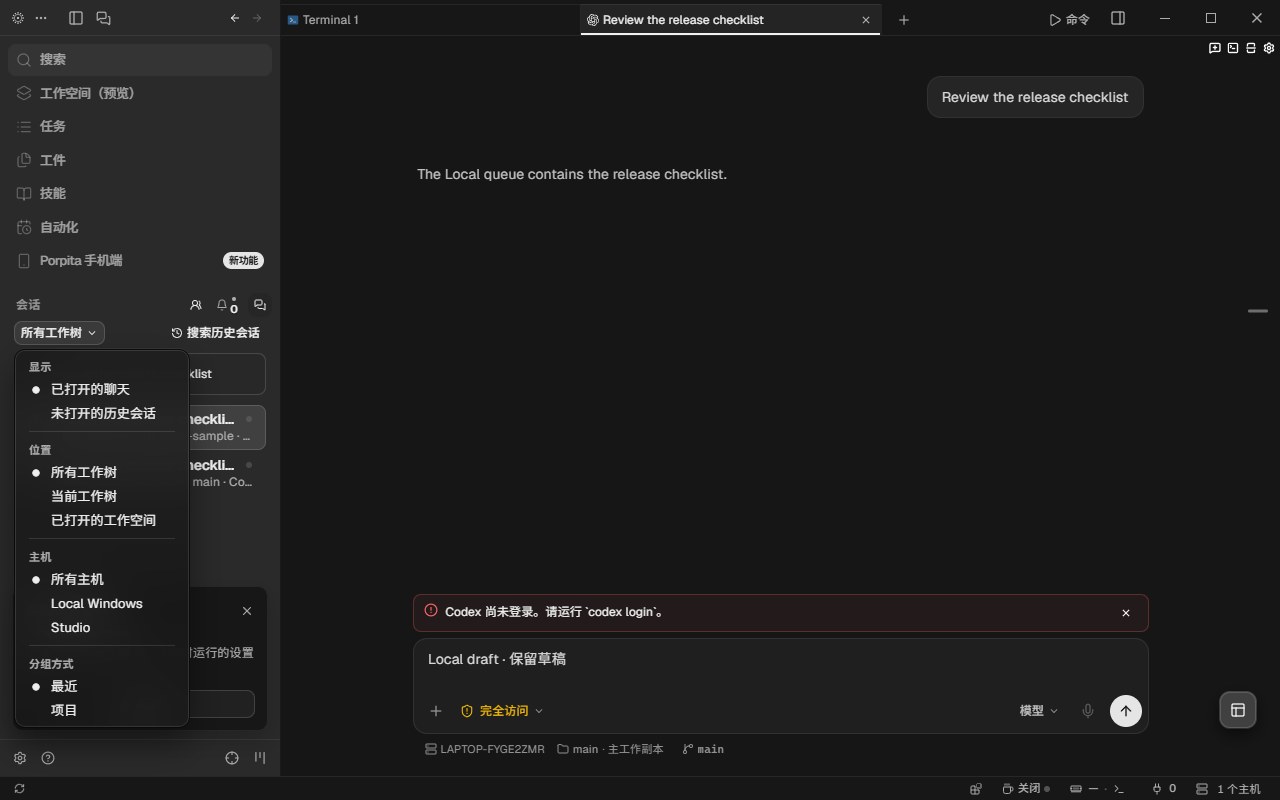 Terminal 1
Review the release checklist
命令
搜索
工作空间（预览）
任务
工件
技能
自动化
Porpita 手机端
新功能
会话
0
所有工作树
搜索历史会话
显示
已打开的聊天
未打开的历史会话
位置
所有工作树
当前工作树
已打开的工作空间
主机
所有主机
Local Windows
Studio
分组方式
最近
项目
klist
heckli...
-sample · ...
heckli...
main · Co...
运行的设置
Review the release checklist
The Local queue contains the release checklist.
Codex 尚未登录。请运行 `codex login`。
Local draft · 保留草稿
完全访问
模型
LAPTOP-FYGE2ZMR
main · 主工作副本
main
关闭
0
1 个主机